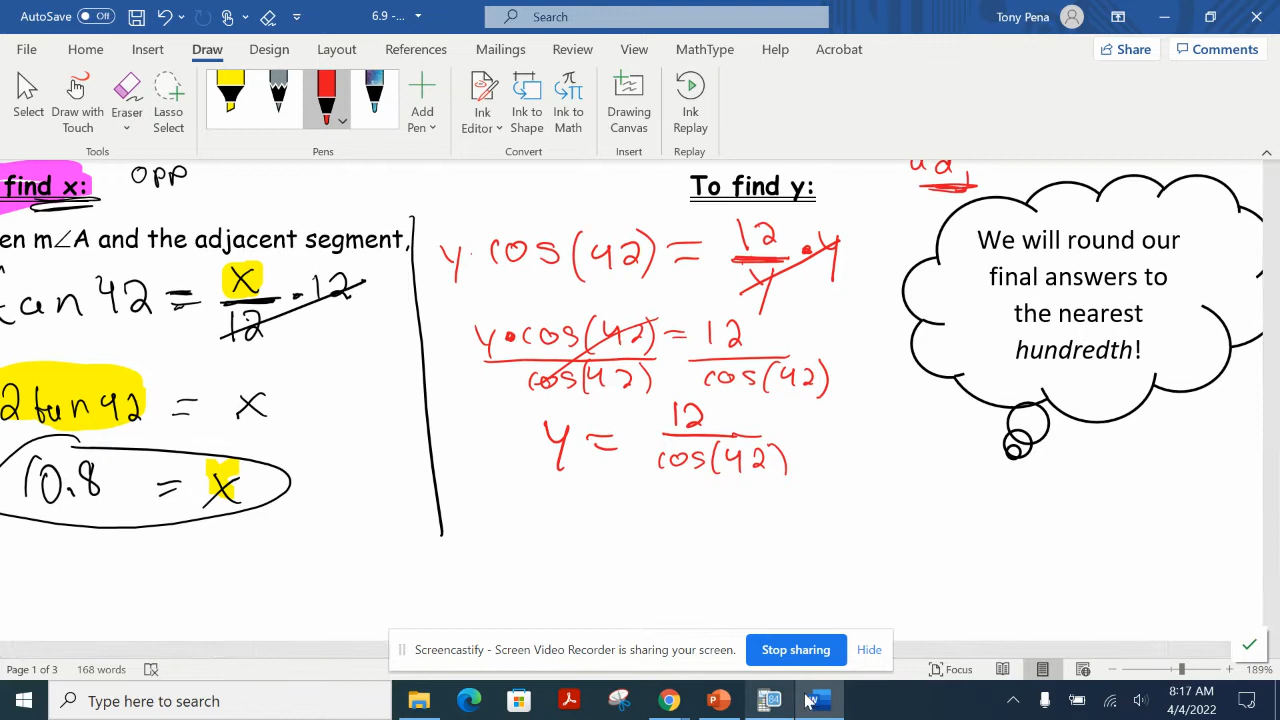 AutoSave Off 6.9 -... Search Tony Pena
File Home Insert Draw Design Layout References Mailings Review View MathType Help Acrobat Share Comments
Select Draw with Touch Eraser Lasso Select Add Pen Ink Editor Ink to Shape Ink to Math Drawing Canvas Ink Replay
Tools Pens Convert Insert Replay
find x:
opp
en m∠A and the adjacent segment,
tan 42 = x/12 · 12
2 tan 42 = x
10.8 = x
To find y:
y · cos(42) = 12/y · y
y · cos(42) = 12
cos(42) cos(42)
y = 12/cos(42)
We will round our
final answers to
the nearest
hundredth!
Screencastify - Screen Video Recorder is sharing your screen. Stop sharing Hide
Page 1 of 3 168 words Focus 189%
Type here to search 84 W 8:17 AM
4/4/2022